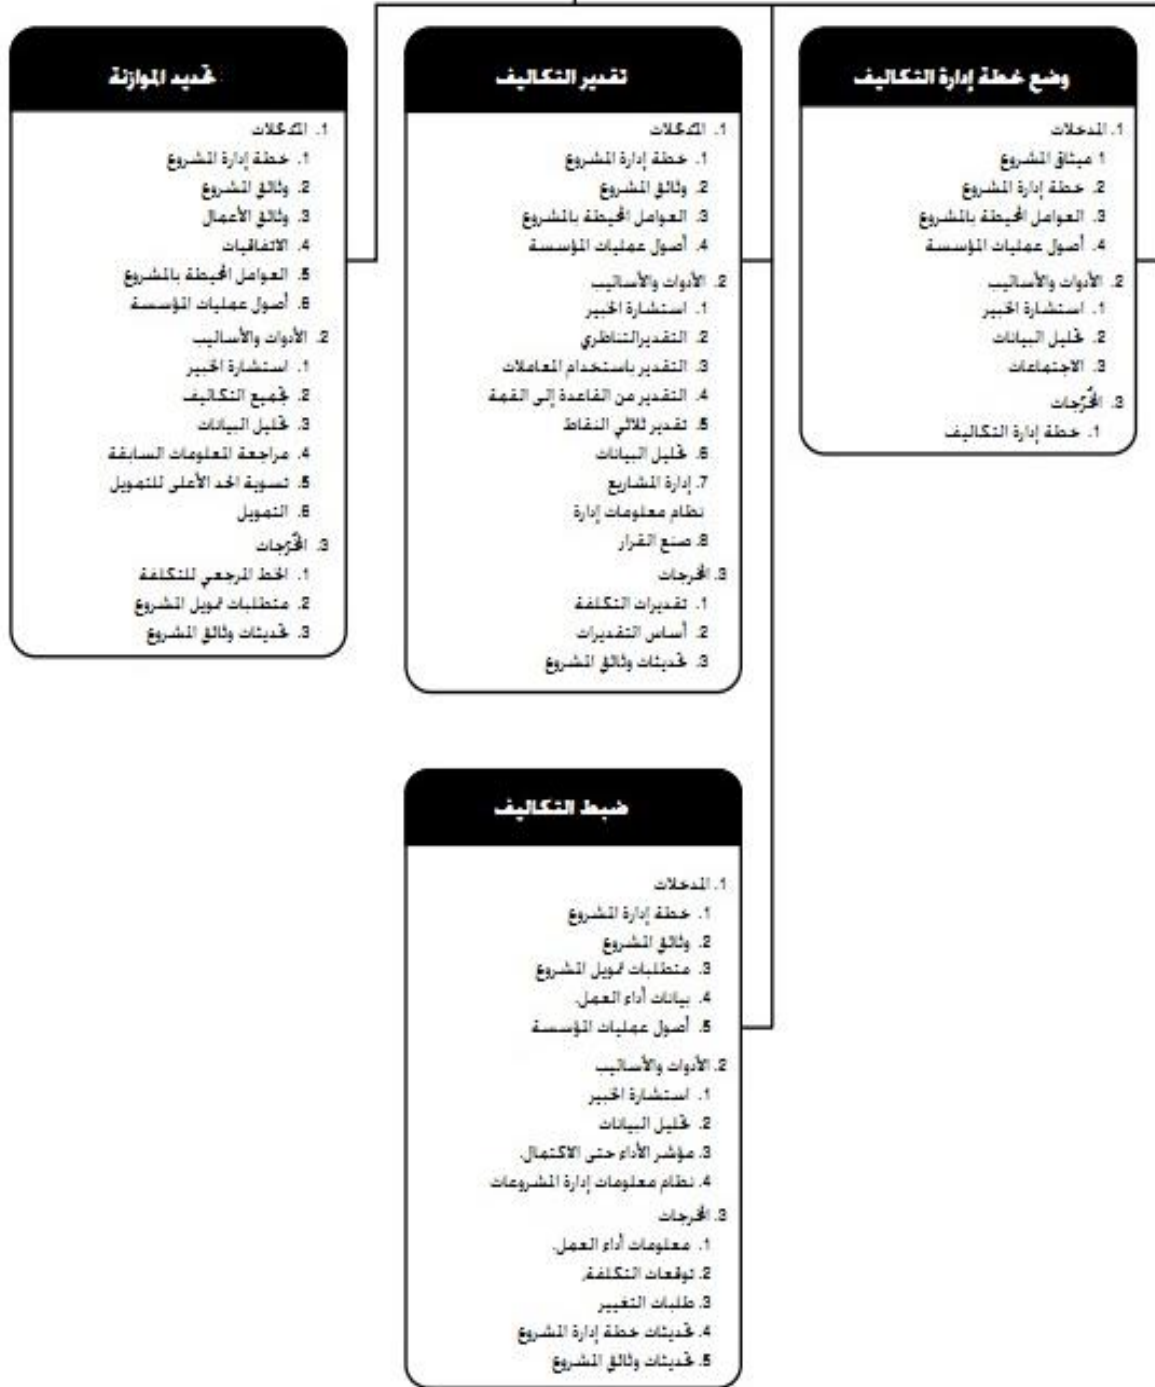 وضع خطة إدارة التكاليف
1. المدخلات
1 ميثاق المشروع
2. خطة إدارة المشروع
3. العوامل المحيطة بالمشروع
4. أصول عمليات المؤسسة
2. الأدوات والأساليب
1. استشارة الخبير
2. تحليل البيانات
3. الاجتماعات
3. المخرّجات
1. خطة إدارة التكاليف
تقدير التكاليف
1. المدخلات
1. خطة إدارة المشروع
2. وثائق المشروع
3. العوامل المحيطة بالمشروع
4. أصول عمليات المؤسسة
2. الأدوات والأساليب
1. استشارة الخبير
2. التقديرالتناظري
3. التقدير باستخدام المعاملات
4. التقدير من القاعدة إلى القمة
5. تقدير ثلاثي النقاط
6. تحليل البيانات
7. إدارة المشاريع
نظام معلومات إدارة
8. صنع القرار
3. المخرجات
1. تقديرات التكلفة
2. أساس التقديرات
3. تحديثات وثائق المشروع
تحديد الموازنة
1. المدخلات
1. خطة إدارة المشروع
2. وثائق المشروع
3. وثائق الأعمال
4. الاتفاقيات
5. العوامل المحيطة بالمشروع
6. أصول عمليات المؤسسة
2. الأدوات والأساليب
1. استشارة الخبير
2. تجميع التكاليف
3. تحليل البيانات
4. مراجعة المعلومات السابقة
5. تسوية الحد الأعلى للتمويل
6. التمويل
3. المخرّجات
1. الخط المرجعي للتكلفة
2. متطلبات تمويل المشروع
3. تحديثات وثائق المشروع
ضبط التكاليف
1. المدخلات
1. خطة إدارة المشروع
2. وثائق المشروع
3. متطلبات تمويل المشروع
4. بيانات أداء العمل.
5. أصول عمليات المؤسسة
2. الأدوات والأساليب
1. استشارة الخبير
2. تحليل البيانات
3. مؤشر الأداء حتى الاكتمال.
4. نظام معلومات إدارة المشروعات
3. المخرجات
1. معلومات أداء العمل.
2. توقعات التكلفة.
3. طلبات التغيير
4. تحديثات خطة إدارة المشروع
5. تحديثات وثائق المشروع